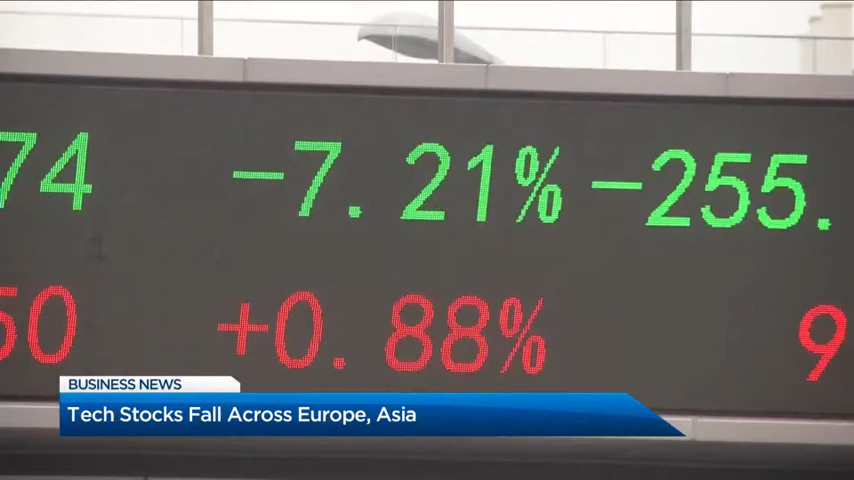 74 -7.21% -255.
50 +0.88% 9
BUSINESS NEWS
Tech Stocks Fall Across Europe, Asia